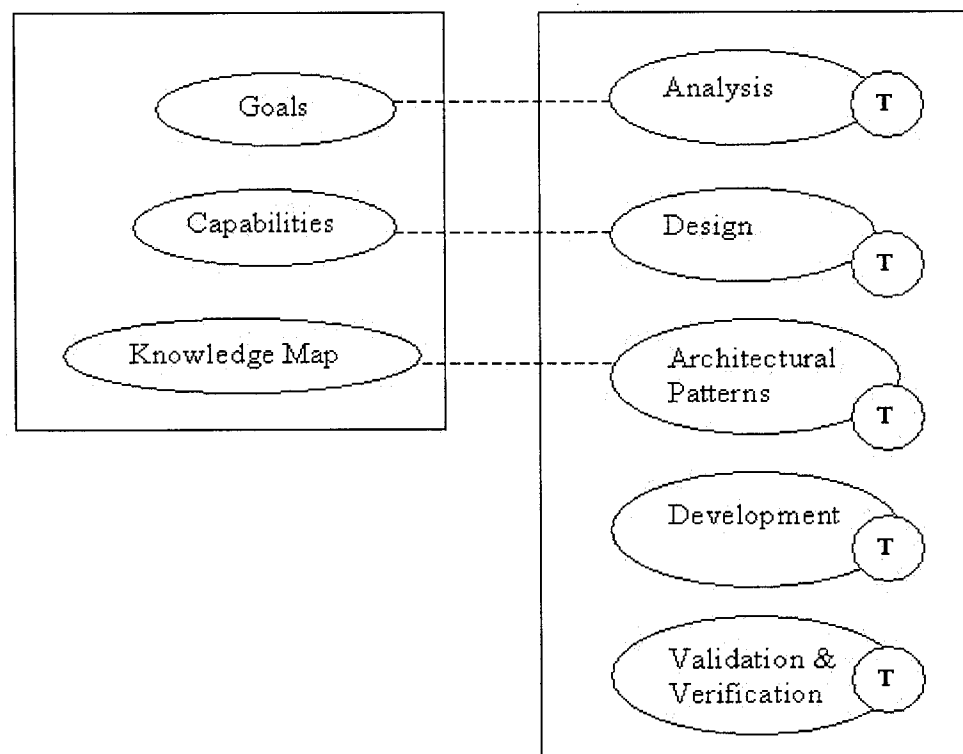 Goals
Capabilities
Knowledge Map
Analysis
T
Design
T
Architectural
Patterns
T
Development
T
Validation &
Verification
T